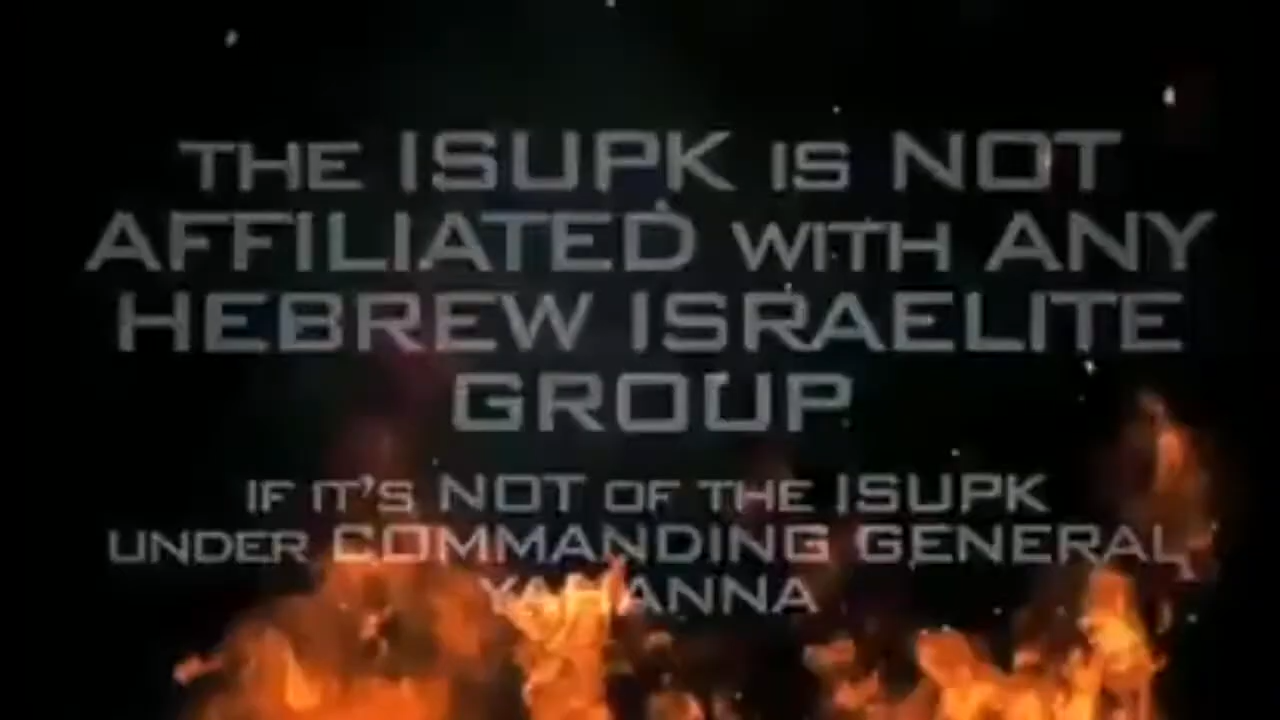 THE ISUPK IS NOT
AFFILIATED WITH ANY
HEBREW ISRAELITE
GROUP
IF IT'S NOT OF THE ISUPK
UNDER COMMANDING GENERAL
YAHANNA